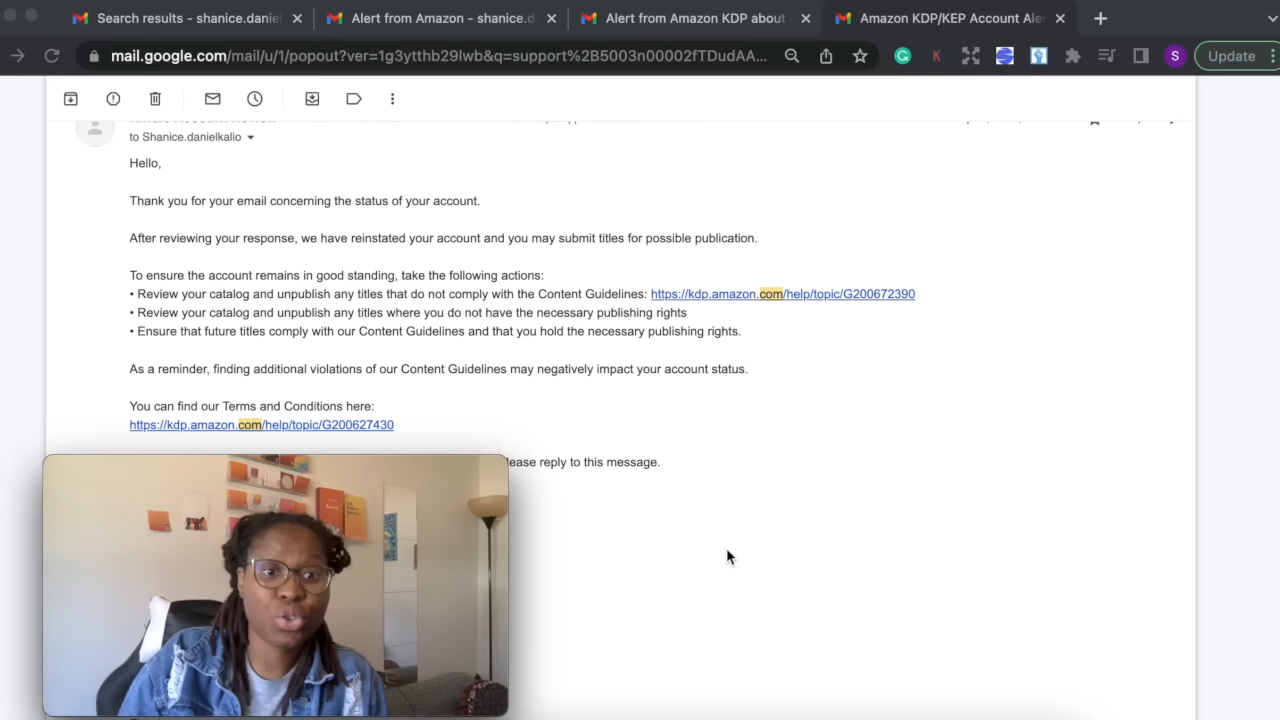 Search results - shanice.daniel
Alert from Amazon - shanice.d
Alert from Amazon KDP about
Amazon KDP/KEP Account Ale
mail.google.com/mail/u/1/popout?ver=1g3ytthb29lwb&q=support%2B5003n00002fTDudAA...
K
S
Update
to Shanice.danielkalio
Hello,
Thank you for your email concerning the status of your account.
After reviewing your response, we have reinstated your account and you may submit titles for possible publication.
To ensure the account remains in good standing, take the following actions:
• Review your catalog and unpublish any titles that do not comply with the Content Guidelines: https://kdp.amazon.com/help/topic/G200672390
• Review your catalog and unpublish any titles where you do not have the necessary publishing rights
• Ensure that future titles comply with our Content Guidelines and that you hold the necessary publishing rights.
As a reminder, finding additional violations of our Content Guidelines may negatively impact your account status.
You can find our Terms and Conditions here:
https://kdp.amazon.com/help/topic/G200627430
lease reply to this message.